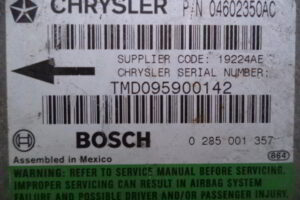 CHRYSLER P/N 04602350AC
SUPPLIER CODE: 19224AE
CHRYSLER SERIAL NUMBER:
TMD095900142
BOSCH 0 285 001 357
Assembled in Mexico 664
WARNING: REFER TO SERVICE MANUAL BEFORE SERVICING.
IMPROPER SERVICING CAN RESULT IN AIRBAG SYSTEM
FAILURE AND POSSIBLE DRIVER AND/OR PASSENGER INJURY.